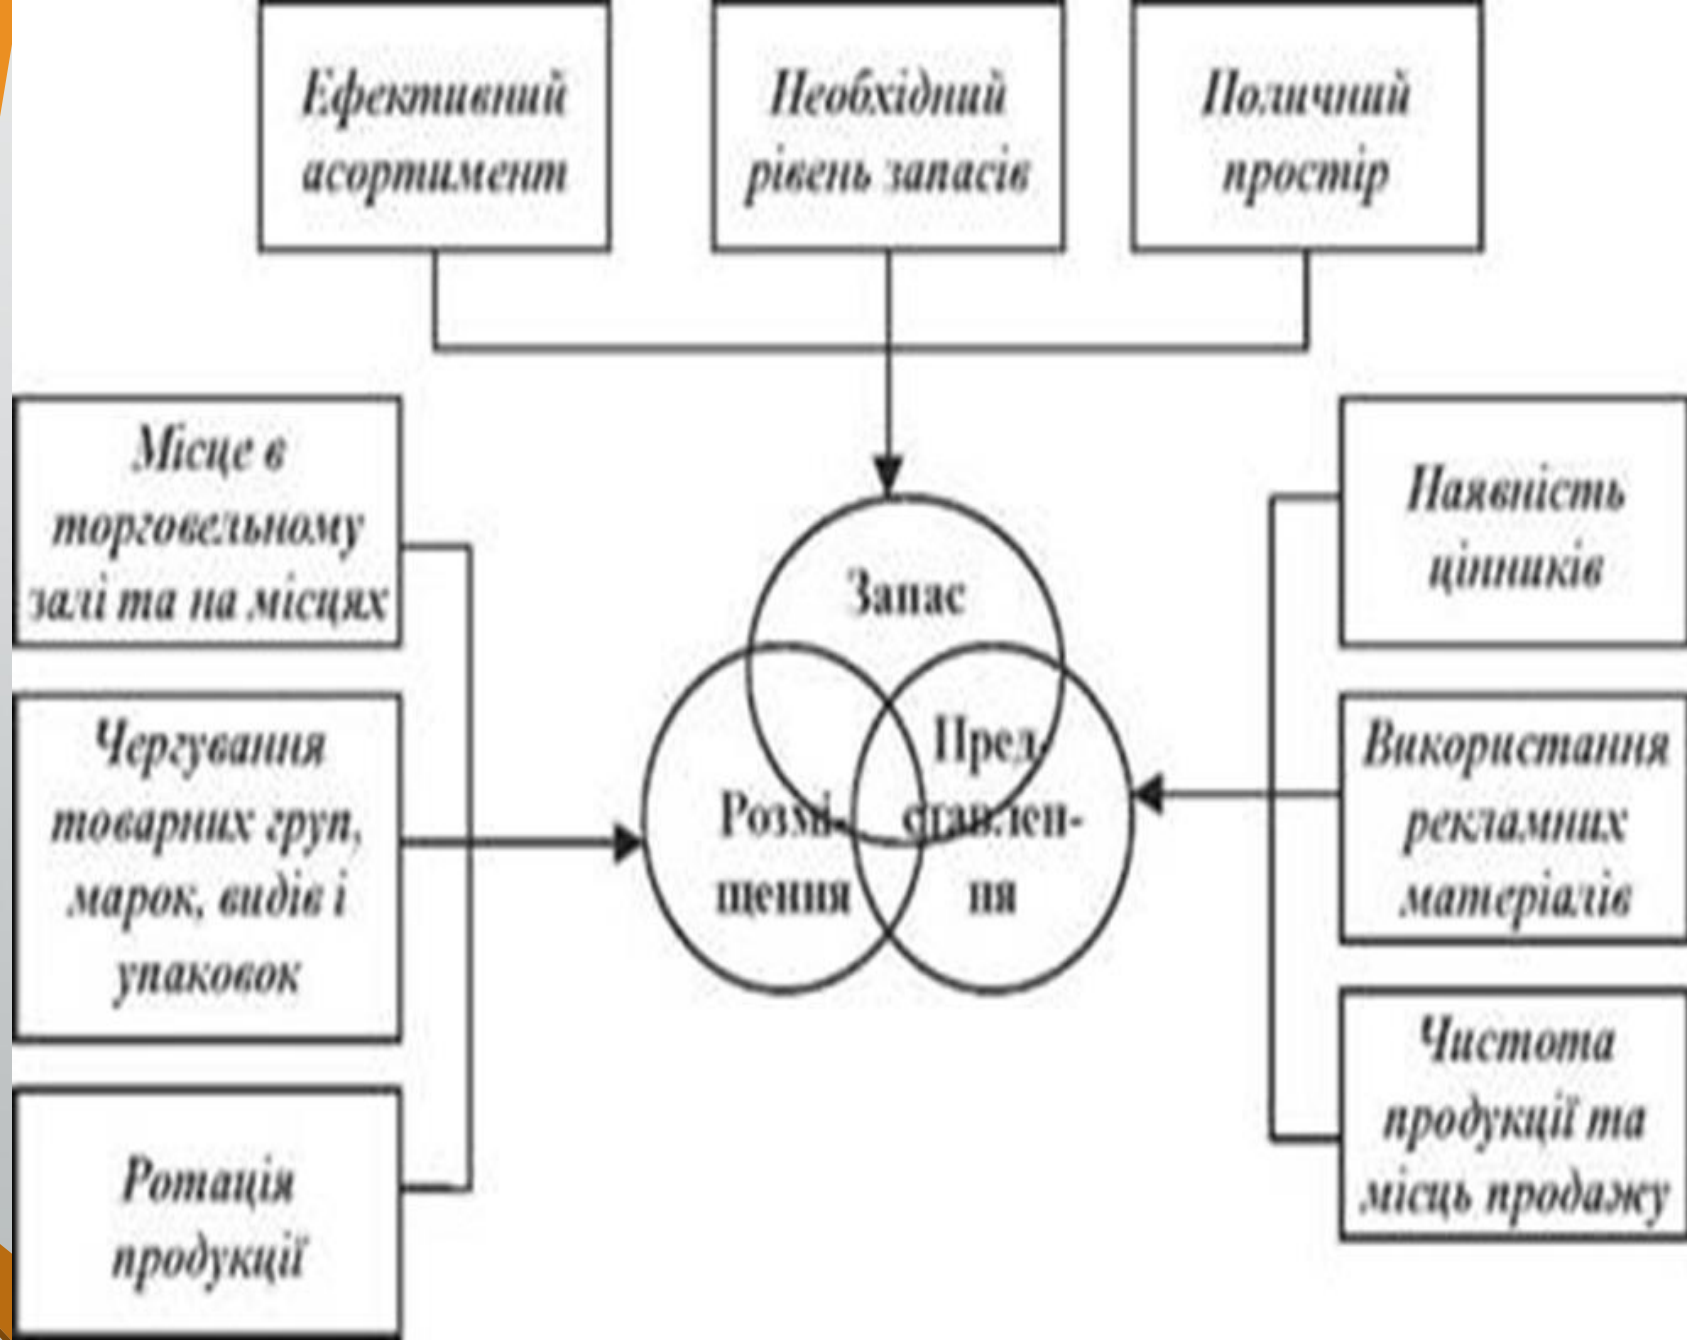 Ефективний
асортимент
Необхідний
рівень запасів
Поличний
простір
Місце в
торговельному
залі та на місцях
Чергування
товарних груп,
марок, видів і
упаковок
Ротація
продукції
Запас
Розмі-
щення
Пред-
ставлен-
ня
Наявність
цінників
Використання
рекламних
матеріалів
Чистота
продукції та
місць продажу